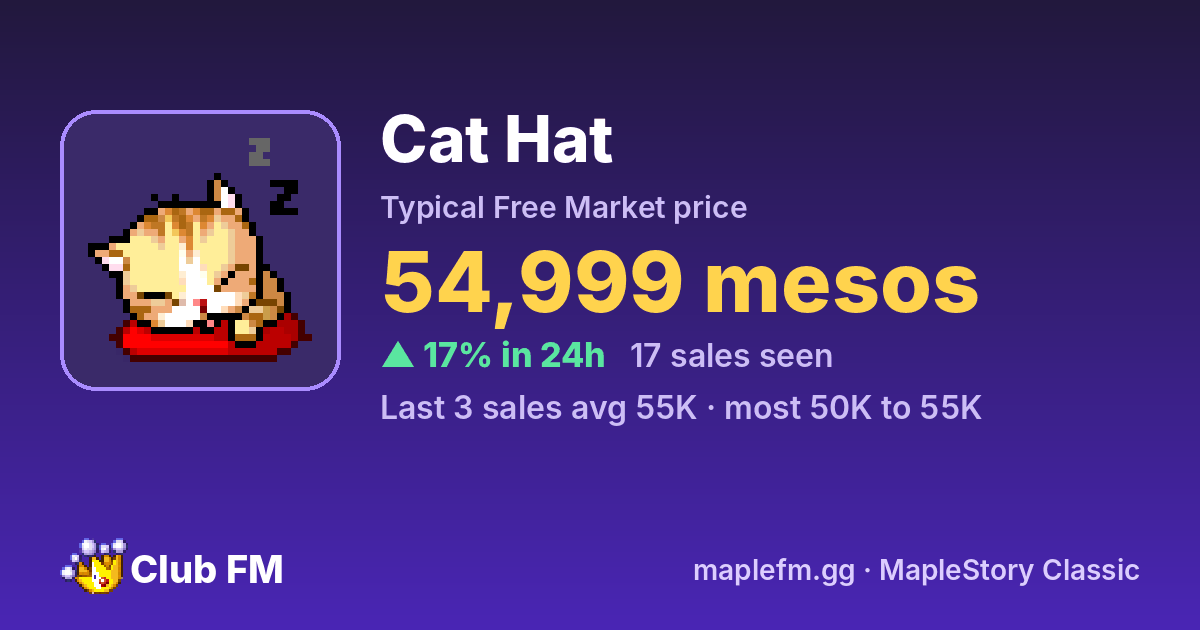 z
Z
Cat Hat
Typical Free Market price
54,999 mesos
▲ 17% in 24h 17 sales seen
Last 3 sales avg 55K · most 50K to 55K
Club FM
maplefm.gg · MapleStory Classic